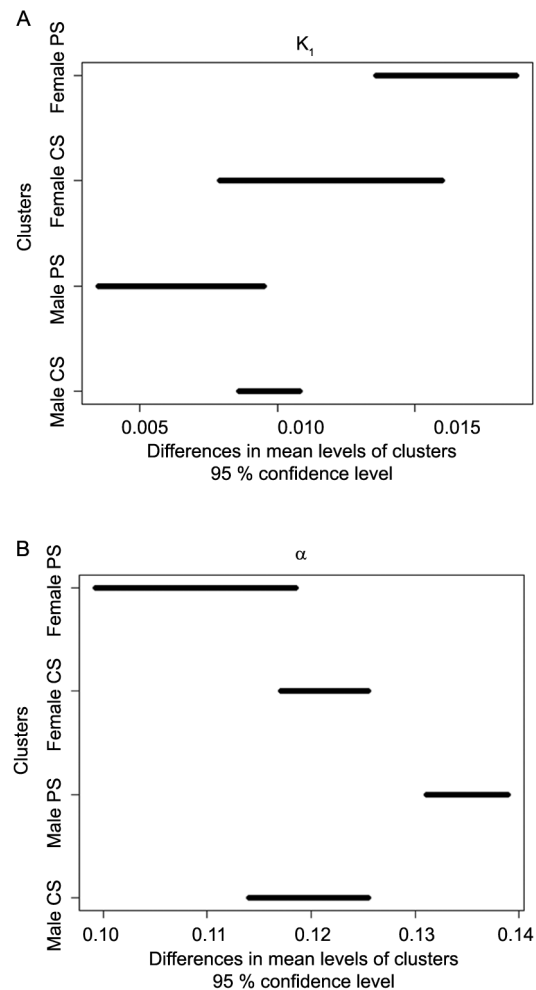 A
K₁
Female PS
Female CS
Male PS
Male CS
Clusters
0.005 0.010 0.015
Differences in mean levels of clusters
95 % confidence level
B
α
Female PS
Female CS
Male PS
Male CS
Clusters
0.10 0.11 0.12 0.13 0.14
Differences in mean levels of clusters
95 % confidence level